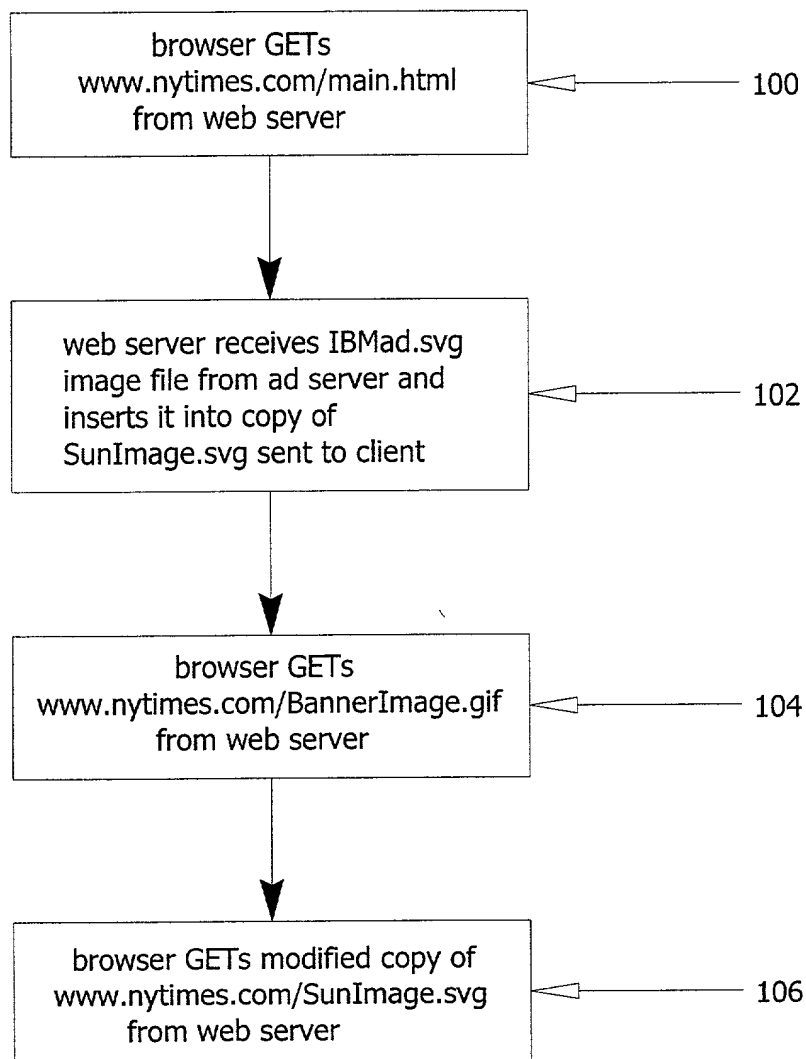 browser GETs
www.nytimes.com/main.html
from web server
100
web server receives IBMad.svg
image file from ad server and
inserts it into copy of
SunImage.svg sent to client
102
browser GETs
www.nytimes.com/BannerImage.gif
from web server
104
browser GETs modified copy of
www.nytimes.com/SunImage.svg
from web server
106